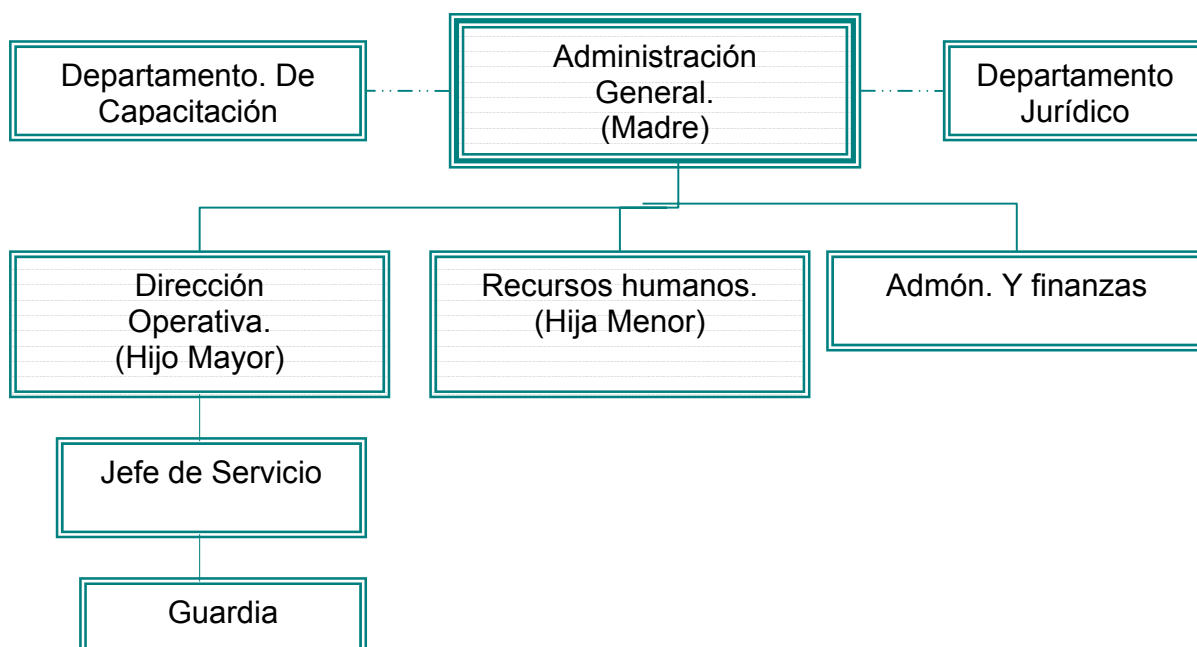 Departamento. De
Capacitación
Administración
General.
(Madre)
Departamento
Jurídico
Dirección
Operativa.
(Hijo Mayor)
Recursos humanos.
(Hija Menor)
Admón. Y finanzas
Jefe de Servicio
Guardia